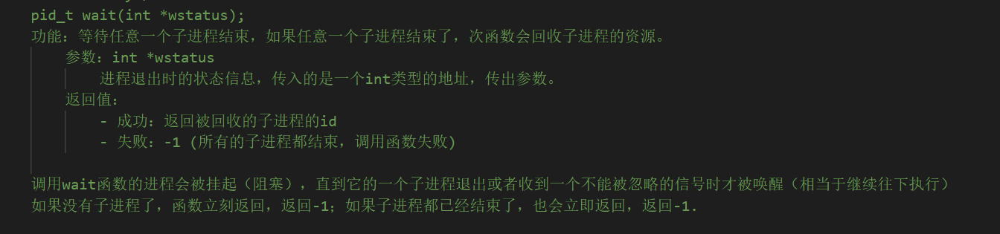 pid_t wait(int *wstatus);
功能：等待任意一个子进程结束，如果任意一个子进程结束了，次函数会回收子进程的资源。
参数：int *wstatus
进程退出时的状态信息，传入的是一个int类型的地址，传出参数。
返回值：
- 成功：返回被回收的子进程的id
- 失败：-1 (所有的子进程都结束，调用函数失败)
调用wait函数的进程会被挂起（阻塞），直到它的一个子进程退出或者收到一个不能被忽略的信号时才被唤醒（相当于继续往下执行）
如果没有子进程了，函数立刻返回，返回-1；如果子进程都已经结束了，也会立即返回，返回-1.